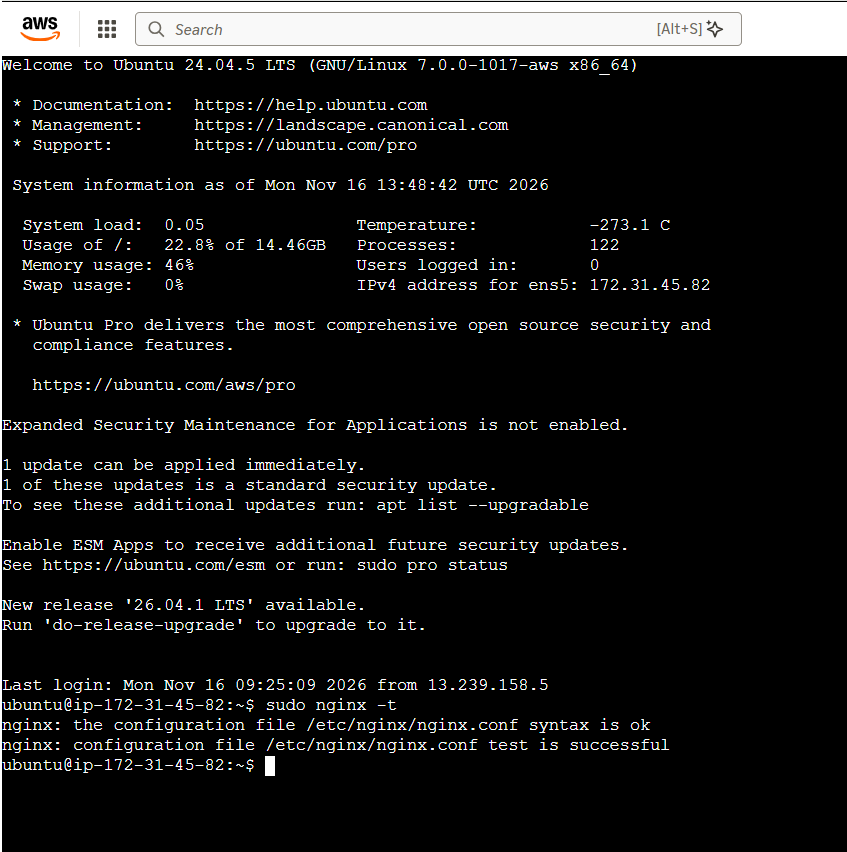 aws
Search [Alt+S]
Welcome to Ubuntu 24.04.5 LTS (GNU/Linux 7.0.0-1017-aws x86_64)
* Documentation: https://help.ubuntu.com
* Management: https://landscape.canonical.com
* Support: https://ubuntu.com/pro
System information as of Mon Nov 16 13:48:42 UTC 2026
System load: 0.05 Temperature: -273.1 C
Usage of /: 22.8% of 14.46GB Processes: 122
Memory usage: 46% Users logged in: 0
Swap usage: 0% IPv4 address for ens5: 172.31.45.82
* Ubuntu Pro delivers the most comprehensive open source security and
compliance features.
https://ubuntu.com/aws/pro
Expanded Security Maintenance for Applications is not enabled.
1 update can be applied immediately.
1 of these updates is a standard security update.
To see these additional updates run: apt list --upgradable
Enable ESM Apps to receive additional future security updates.
See https://ubuntu.com/esm or run: sudo pro status
New release '26.04.1 LTS' available.
Run 'do-release-upgrade' to upgrade to it.
Last login: Mon Nov 16 09:25:09 2026 from 13.239.158.5
ubuntu@ip-172-31-45-82:~$ sudo nginx -t
nginx: the configuration file /etc/nginx/nginx.conf syntax is ok
nginx: configuration file /etc/nginx/nginx.conf test is successful
ubuntu@ip-172-31-45-82:~$